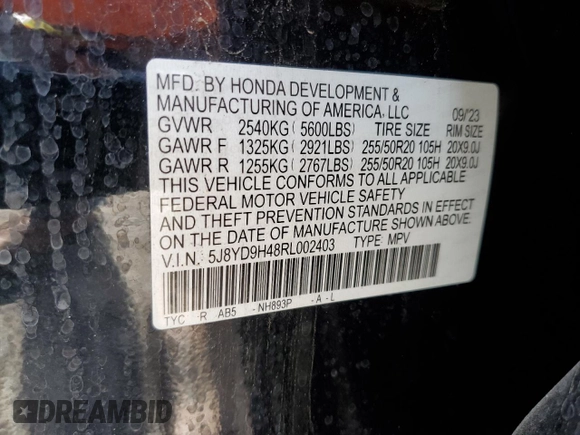 MFD. BY HONDA DEVELOPMENT &
MANUFACTURING OF AMERICA, LLC 09/'23
GVWR 2540KG ( 5600LBS) TIRE SIZE RIM SIZE
GAWR F 1325KG ( 2921LBS) 255/50R20 105H 20X9.0J
GAWR R 1255KG ( 2767LBS) 255/50R20 105H 20X9.0J
THIS VEHICLE CONFORMS TO ALL APPLICABLE
FEDERAL MOTOR VEHICLE SAFETY
AND THEFT PREVENTION STANDARDS IN EFFECT
ON THE DATE OF MANUFACTURE SHOWN ABOVE.
V.I.N.: 5J8YD9H48RL002403 TYPE: MPV
TYC -R AB5 -NH893P -A-L
DREAMBID